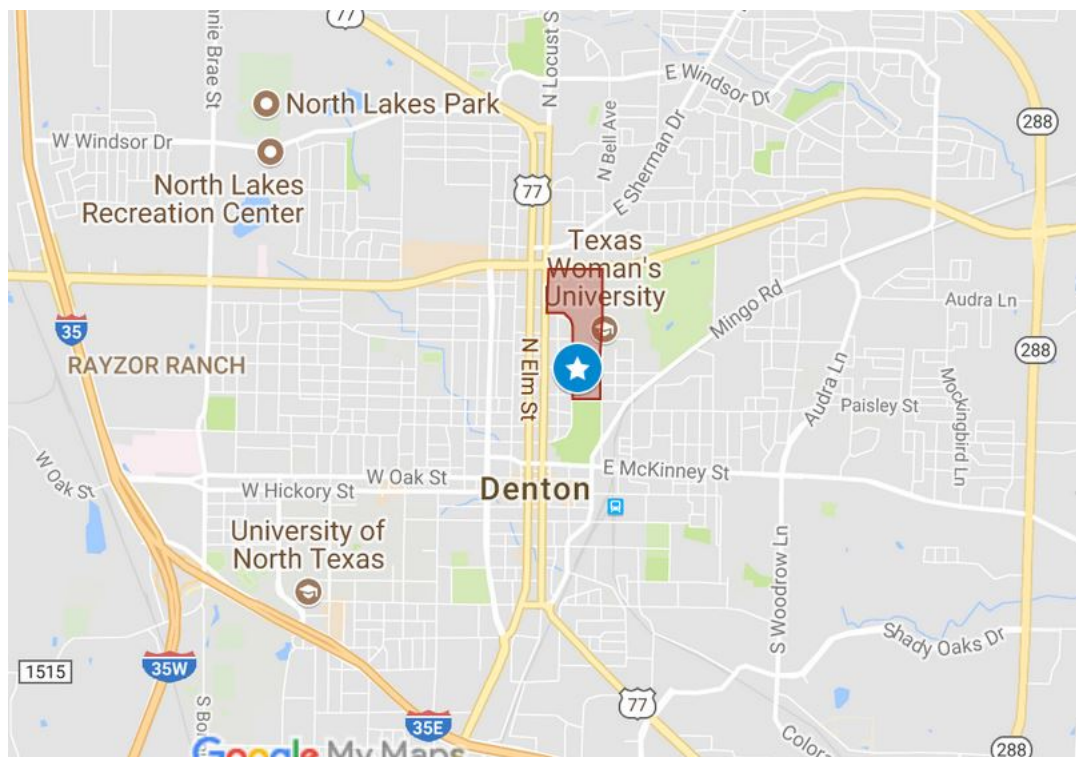 77
77
N Locust S
nnie Brae St
E Windsor Dr
North Lakes Park
288
W Windsor Dr
N Bell Ave
North Lakes
Recreation Center
77
E Sherman Dr
Texas
Woman's
University
Mingo Rd
Audra Ln
35
288
RAYZOR RANCH
N Elm St
Audra Ln
Paisley St
Mockingbird Ln
W Oak St
W Oak St
E McKinney St
W Hickory St
Denton
University of
North Texas
S Woodrow Ln
Shady Oaks Dr
1515
35W
77
S Bo
35E
Google My Maps
Colora
288